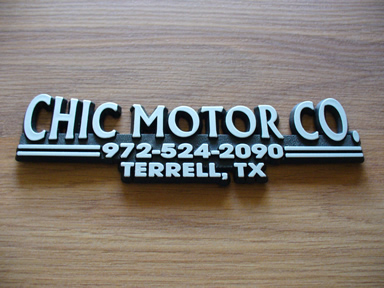 CHIC MOTOR CO.
972-524-2090
TERRELL, TX